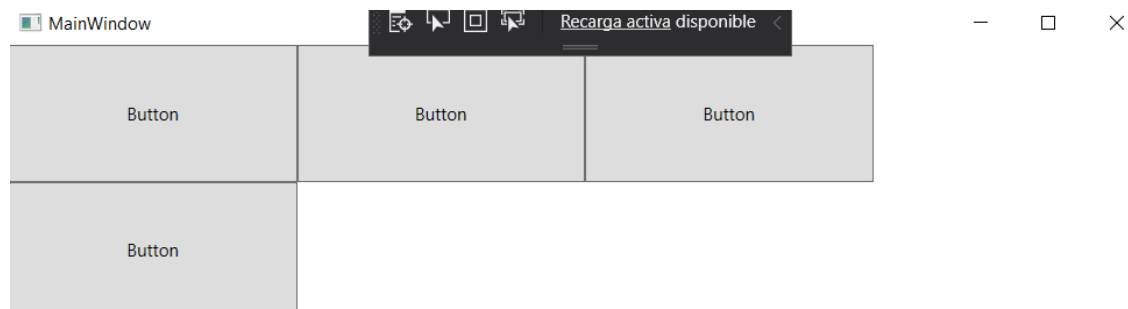 MainWindow
Recarga activa disponible
Button
Button
Button
Button